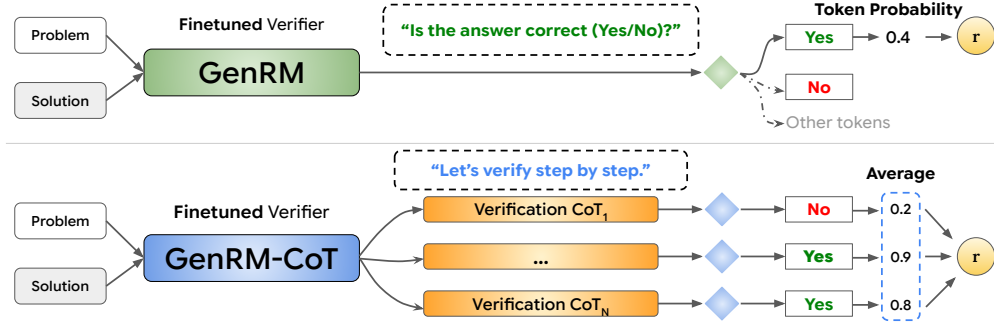 Problem
Solution
Finetuned Verifier
GenRM
“Is the answer correct (Yes/No)?”
Token Probability
Yes
0.4
r
No
Other tokens
Problem
Solution
Finetuned Verifier
GenRM-CoT
“Let’s verify step by step.”
Average
Verification CoT1
No
0.2
...
Yes
0.9
r
Verification CoTN
Yes
0.8